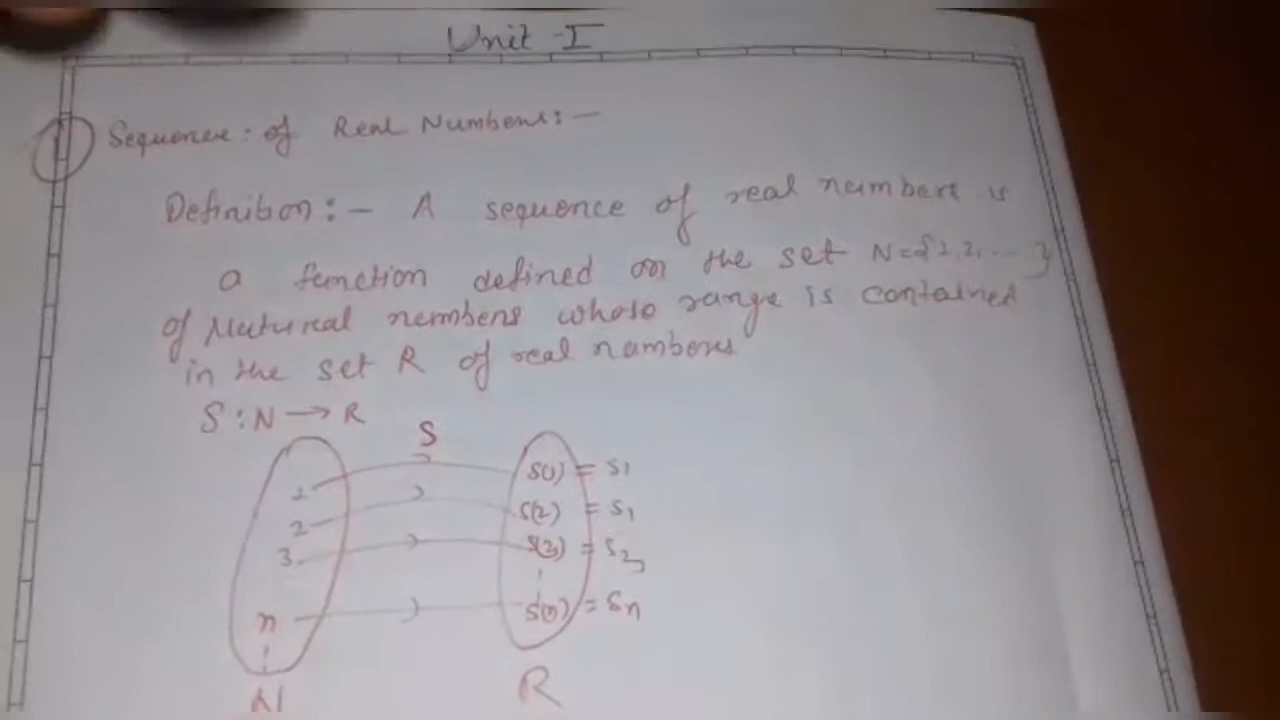 Unit - I
1 Sequence: of Real Numbers:-
Definition:- A sequence of real numbers is
a function defined on the set N={1,2,...}
of Natural numbers whose range is contained
in the set R of real numbers
S:N→R
S
1 S(1) = S1
2 S(2) = S1
3 S(3) = S3
n S(n) = Sn
N R